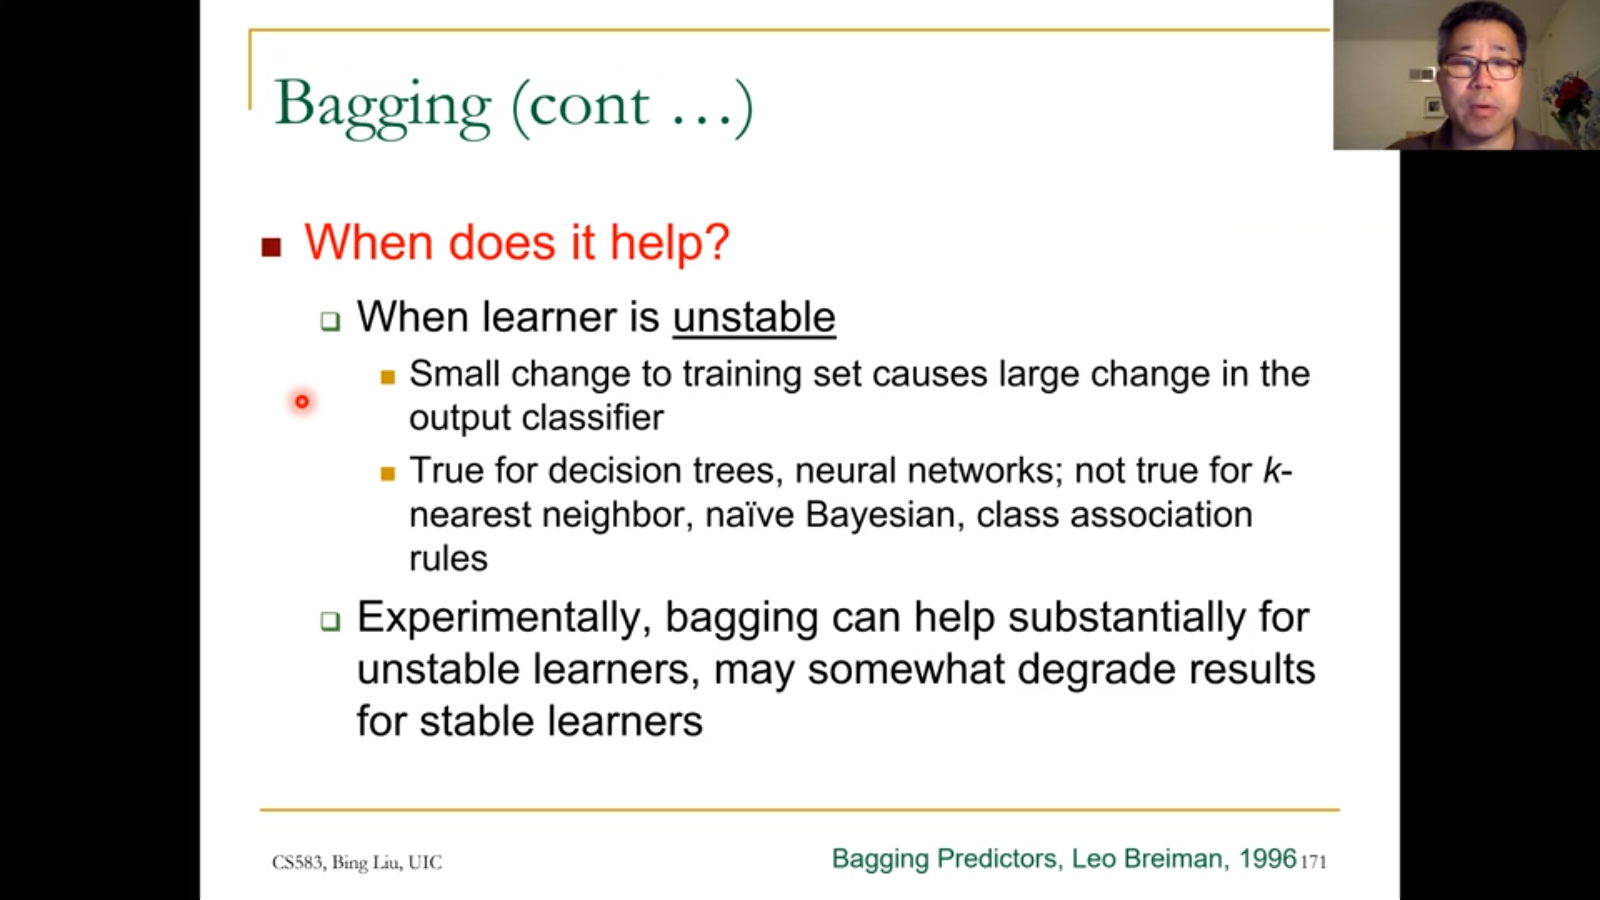 Bagging (cont …)
When does it help?
When learner is unstable
Small change to training set causes large change in the
output classifier
True for decision trees, neural networks; not true for k-
nearest neighbor, naïve Bayesian, class association
rules
Experimentally, bagging can help substantially for
unstable learners, may somewhat degrade results
for stable learners
CS583, Bing Liu, UIC
Bagging Predictors, Leo Breiman, 1996 171